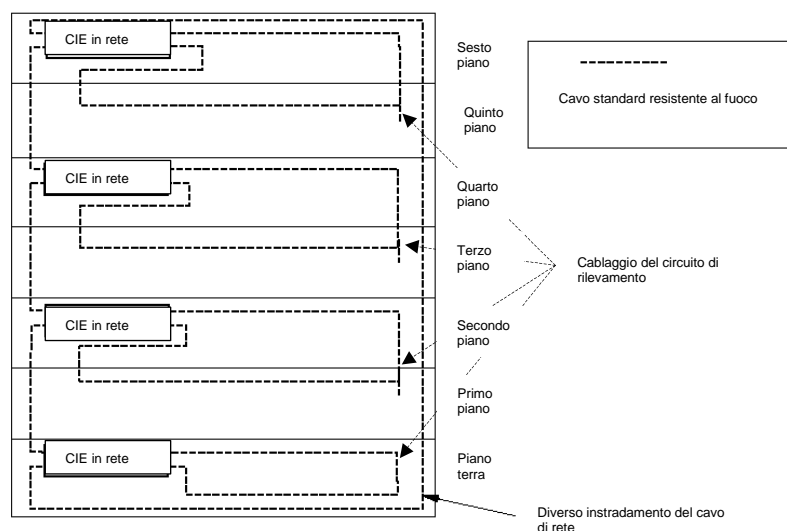 CIE in rete
Sesto
piano
Cavo standard resistente al fuoco
Quinto
piano
CIE in rete
Quarto
piano
Terzo
piano
Cablaggio del circuito di
rilevamento
CIE in rete
Secondo
piano
Primo
piano
CIE in rete
Piano
terra
Diverso instradamento del cavo
di rete